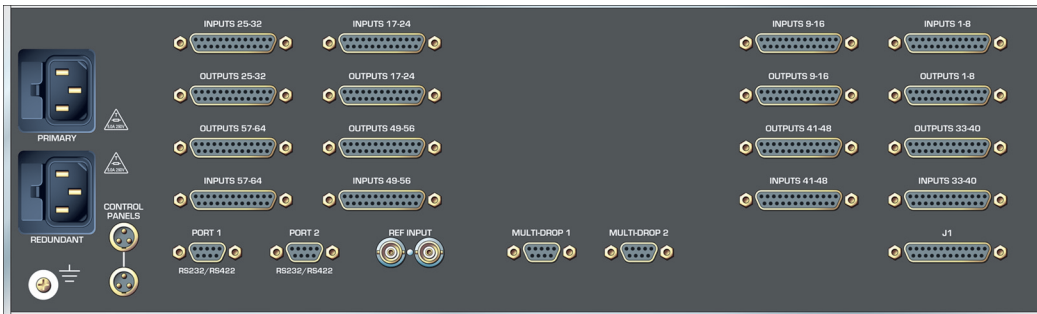 INPUTS 25-32
INPUTS 17-24
INPUTS 9-16
INPUTS 1-8
OUTPUTS 25-32
OUTPUTS 17-24
OUTPUTS 9-16
OUTPUTS 1-8
PRIMARY
OUTPUTS 57-64
OUTPUTS 49-56
OUTPUTS 41-48
OUTPUTS 33-40
INPUTS 57-64
INPUTS 49-56
INPUTS 41-48
INPUTS 33-40
CONTROL
PANELS
REDUNDANT
PORT 1
PORT 2
REF INPUT
MULTI-DROP 1
MULTI-DROP 2
J1
RS232/RS422
RS232/RS422